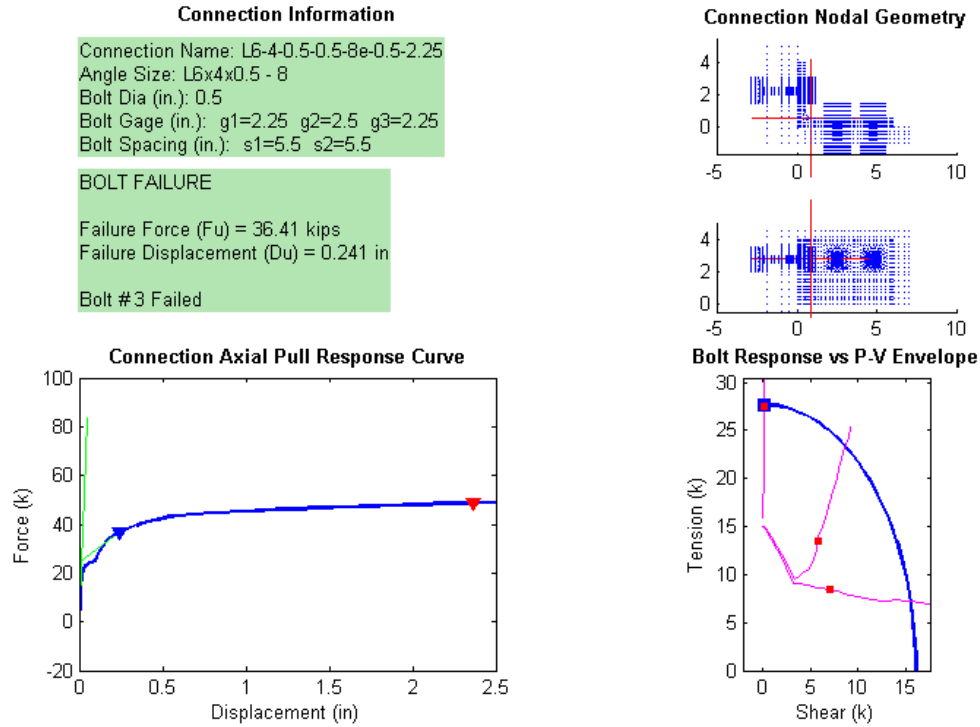 Connection Information
Connection Name: L6-4-0.5-0.5-8e-0.5-2.25
Angle Size: L6x4x0.5 - 8
Bolt Dia (in.): 0.5
Bolt Gage (in.):  g1=2.25  g2=2.5  g3=2.25
Bolt Spacing (in.):  s1=5.5  s2=5.5
BOLT FAILURE
Failure Force (Fu) = 36.41 kips
Failure Displacement (Du) = 0.241 in
Bolt #3 Failed
Connection Nodal Geometry
4
2
0
-5 0 5 10
4
2
0
-5 0 5 10
Connection Axial Pull Response Curve
Force (k)
100
80
60
40
20
0
-20
0 0.5 1 1.5 2 2.5
Displacement (in)
Bolt Response vs P-V Envelope
Tension (k)
30
25
20
15
10
5
0
0 5 10 15
Shear (k)